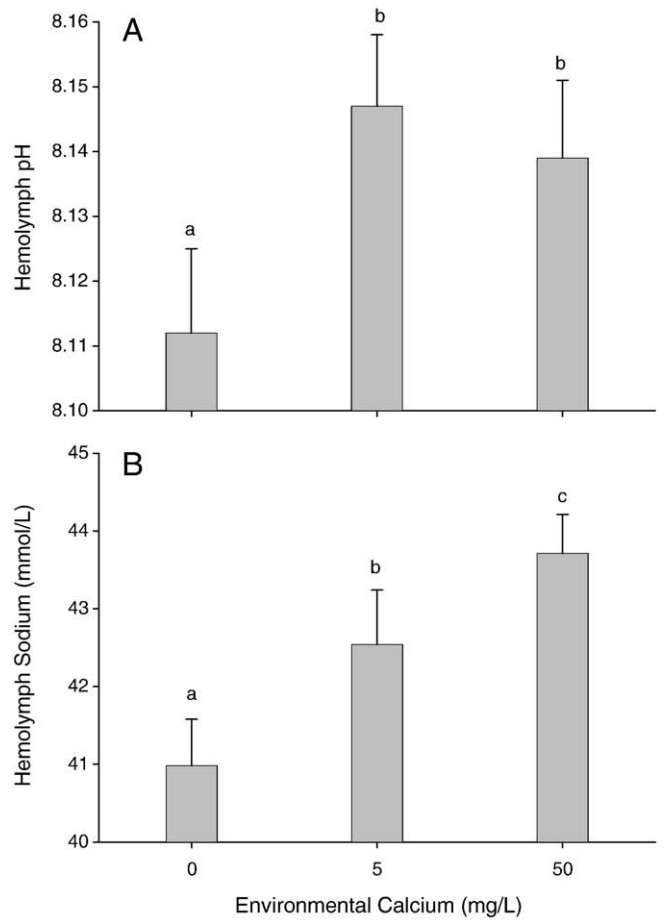 A
Hemolymph pH
8.16
8.15
8.14
8.13
8.12
8.11
8.10
a
b
b
B
Hemolymph Sodium (mmol/L)
45
44
43
42
41
40
a
b
c
0 5 50
Environmental Calcium (mg/L)